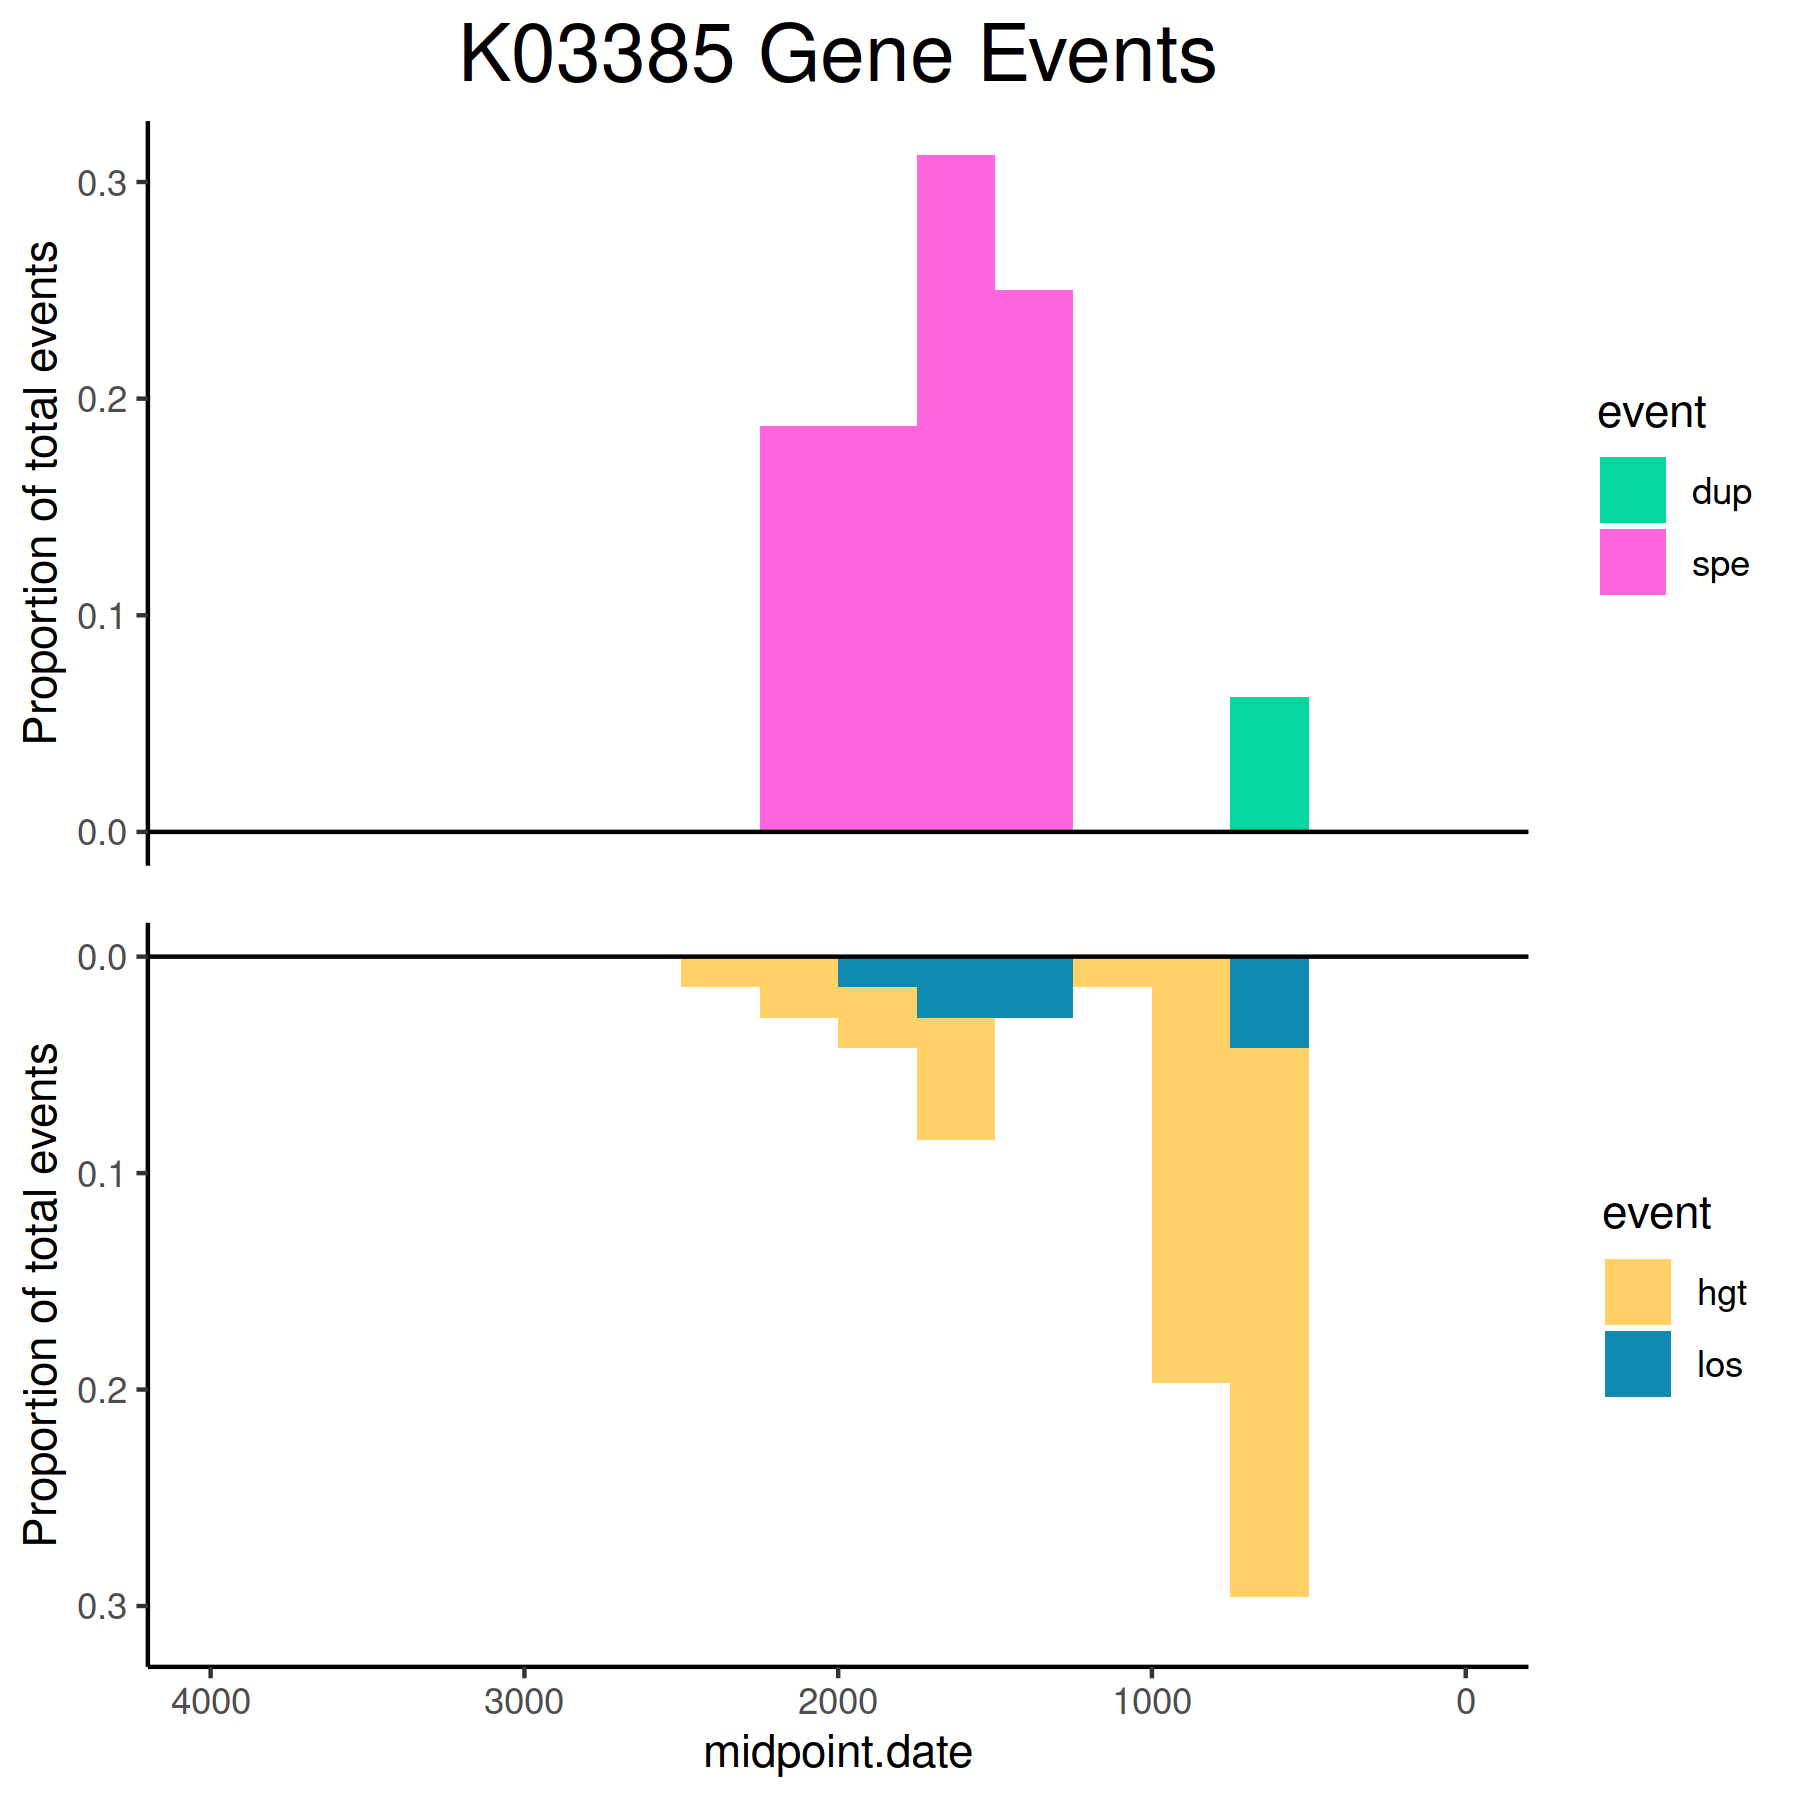 K03385 Gene Events
Proportion of total events
0.3
0.2
0.1
0.0
event
dup
spe
Proportion of total events
0.0
0.1
0.2
0.3
event
hgt
los
4000 3000 2000 1000 0
midpoint.date